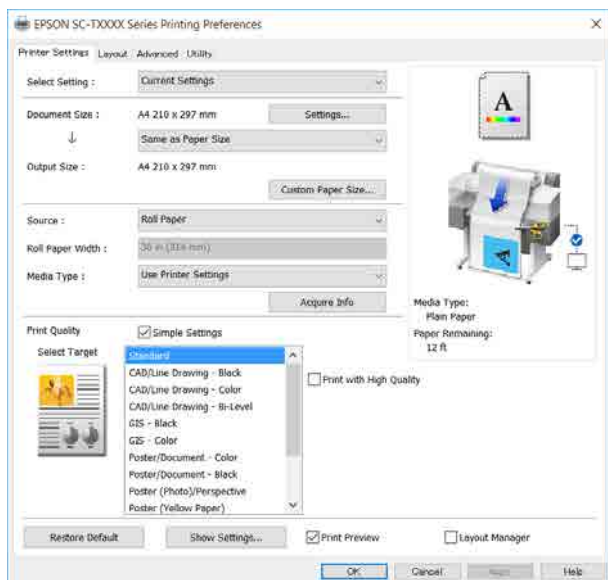 EPSON SC-TXXXX Series Printing Preferences
Printer Settings Layout Advanced Utility
Select Setting : Current Settings
Document Size : A4 210 x 297 mm Settings...
Same as Paper Size
Output Size : A4 210 x 297 mm
Custom Paper Size...
Source : Roll Paper
Roll Paper Width :
Media Type : Use Printer Settings
Acquire Info
Media Type:
Plain Paper
Paper Remaining:
12 ft
Print Quality Simple Settings
Select Target
Standard
CAD/Line Drawing - Black
CAD/Line Drawing - Color
CAD/Line Drawing - Bi-Level
GIS - Black
GIS - Color
Poster/Document - Color
Poster/Document - Black
Poster (Photo)/Perspective
Poster (Yellow Paper)
Print with High Quality
Restore Default Show Settings... Print Preview Layout Manager
OK Cancel Help
A
A